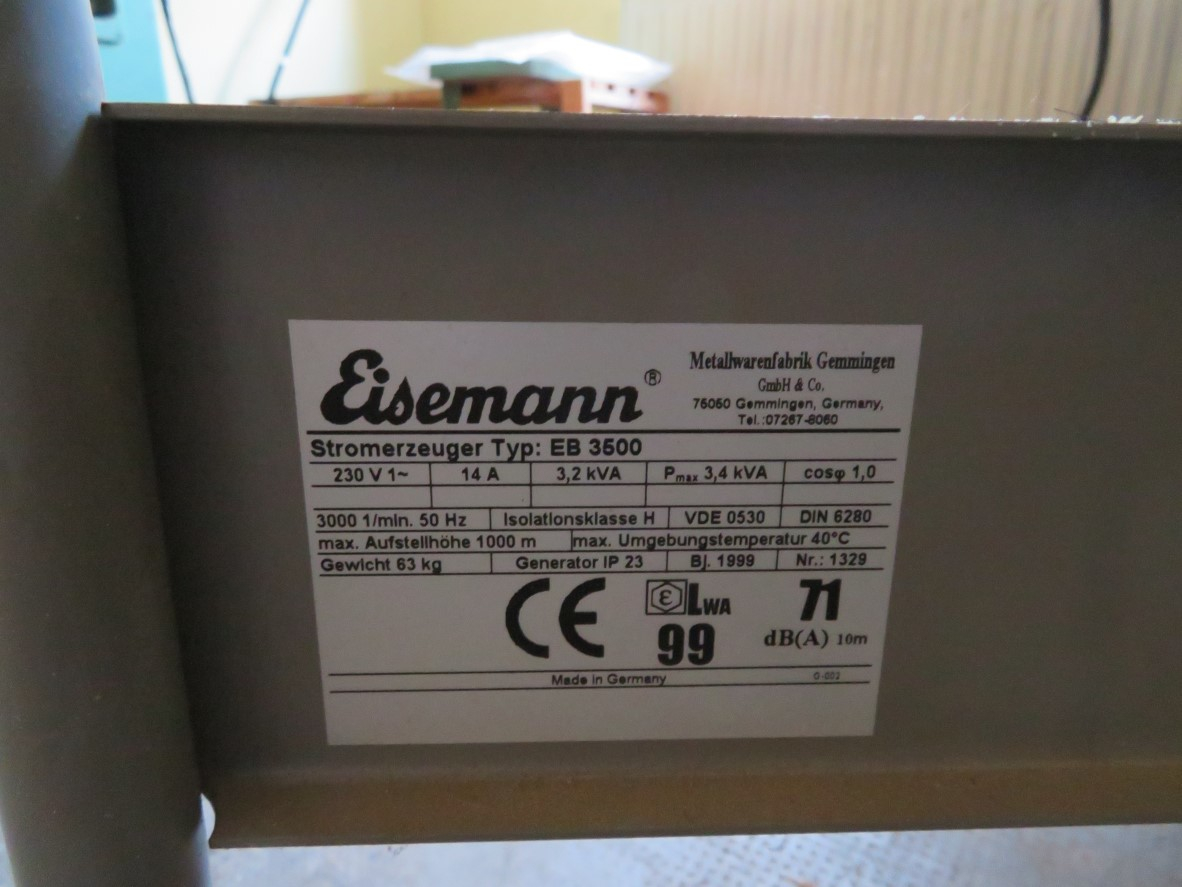 Eisemann®
Metallwarenfabrik Gemmingen
GmbH & Co.
75050 Gemmingen, Germany,
Tel.:07267-8060
Stromerzeuger Typ: EB 3500
230 V 1~ 14 A 3,2 kVA Pmax 3,4 kVA cosφ 1,0
3000 1/min. 50 Hz Isolationsklasse H VDE 0530 DIN 6280
max. Aufstellhöhe 1000 m max. Umgebungstemperatur 40°C
Gewicht 63 kg Generator IP 23 Bj. 1999 Nr.: 1329
CE ε LWA 71
99 dB(A) 10m
Made in Germany G-002